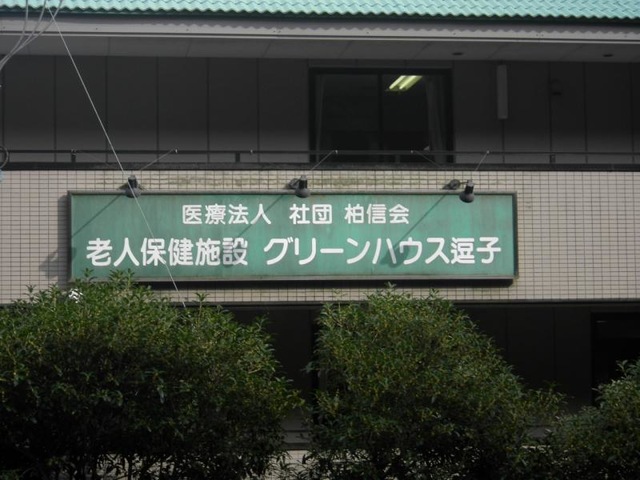 医療法人 社団 柏信会
老人保健施設 グリーンハウス逗子